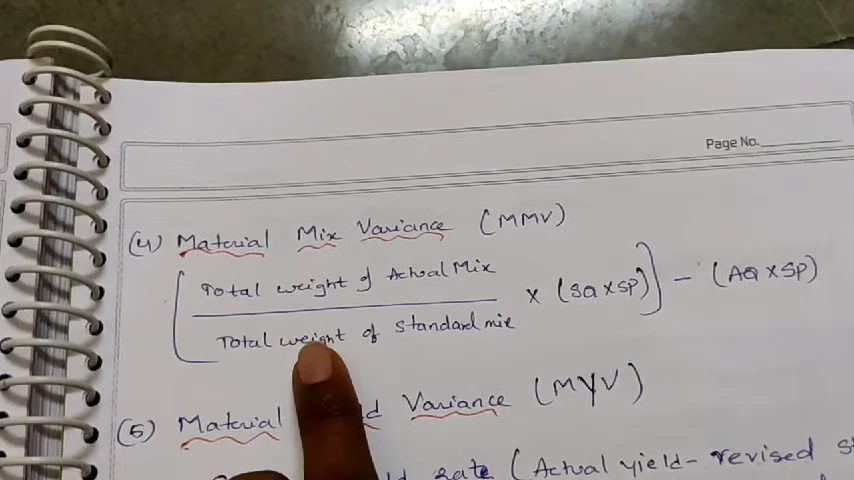 Page No.
(4) Material Mix Variance (MMV)
Total weight of Actual Mix
Total weight of Standard mix
× (SQ × SP)] - (AQ × SP)
(5) Material Variance (MYV)
rate (Actual yield - revised